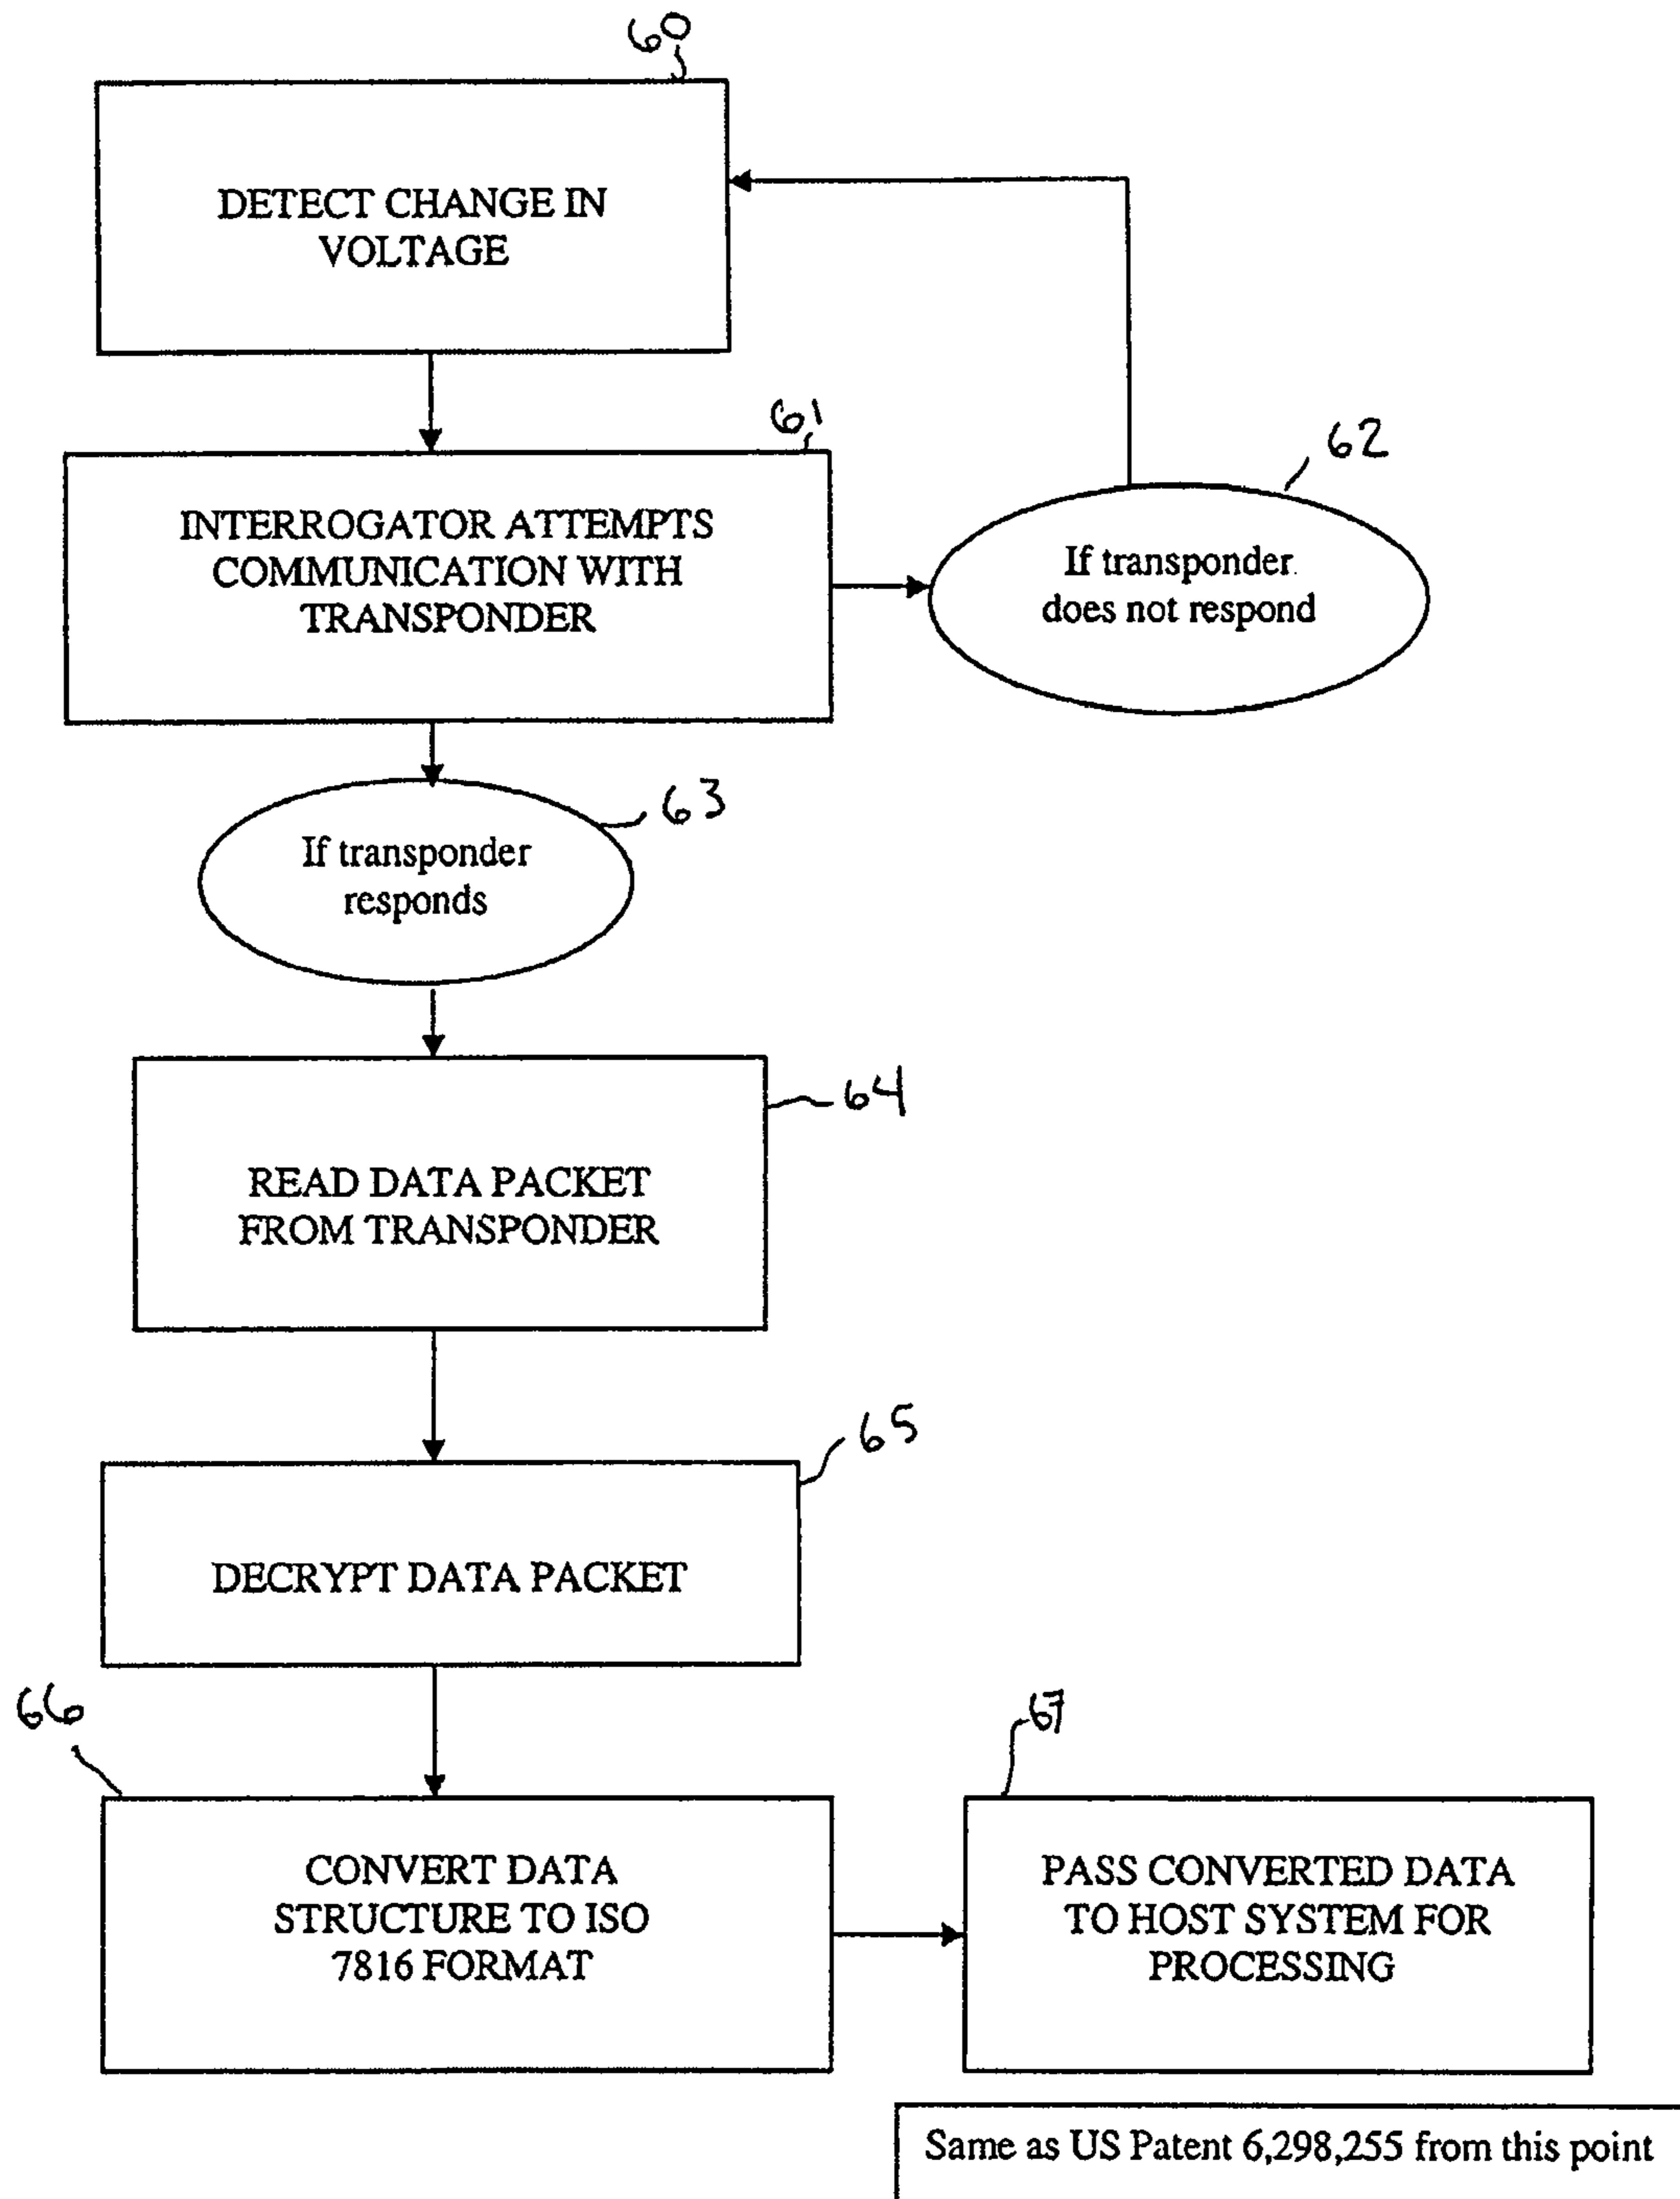 60
DETECT CHANGE IN
VOLTAGE
61
INTERROGATOR ATTEMPTS
COMMUNICATION WITH
TRANSPONDER
62
If transponder
does not respond
63
If transponder
responds
64
READ DATA PACKET
FROM TRANSPONDER
65
DECRYPT DATA PACKET
66
CONVERT DATA
STRUCTURE TO ISO
7816 FORMAT
67
PASS CONVERTED DATA
TO HOST SYSTEM FOR
PROCESSING
Same as US Patent 6,298,255 from this point